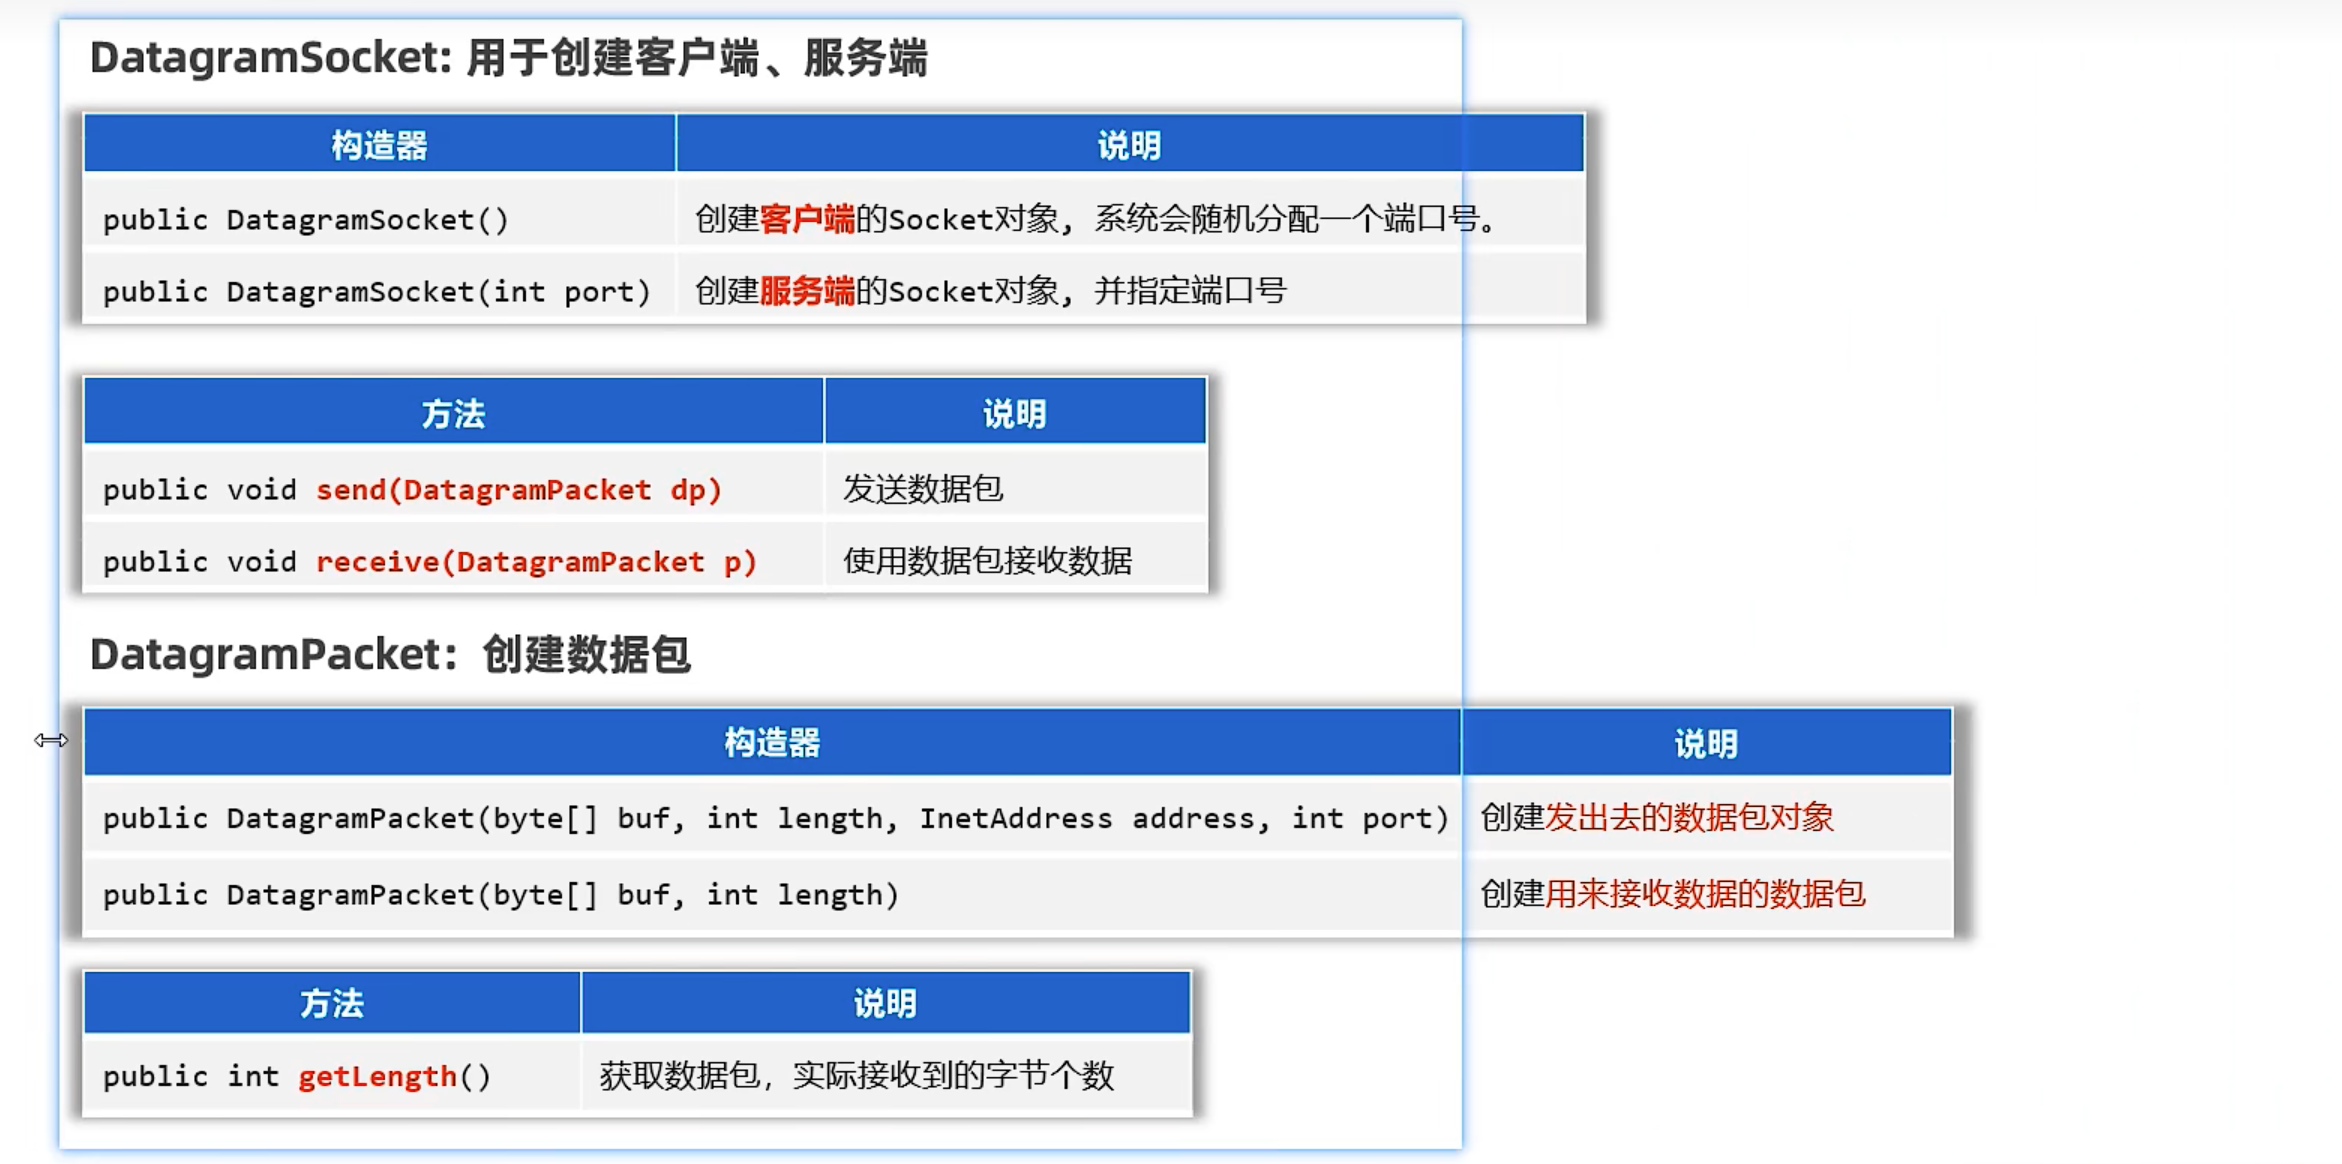 DatagramSocket: 用于创建客户端、服务端
构造器 说明
public DatagramSocket() 创建客户端的Socket对象, 系统会随机分配一个端口号。
public DatagramSocket(int port) 创建服务端的Socket对象, 并指定端口号
方法 说明
public void send(DatagramPacket dp) 发送数据包
public void receive(DatagramPacket p) 使用数据包接收数据
DatagramPacket：创建数据包
构造器 说明
public DatagramPacket(byte[] buf, int length, InetAddress address, int port) 创建发出去的数据包对象
public DatagramPacket(byte[] buf, int length) 创建用来接收数据的数据包
方法 说明
public int getLength() 获取数据包，实际接收到的字节个数